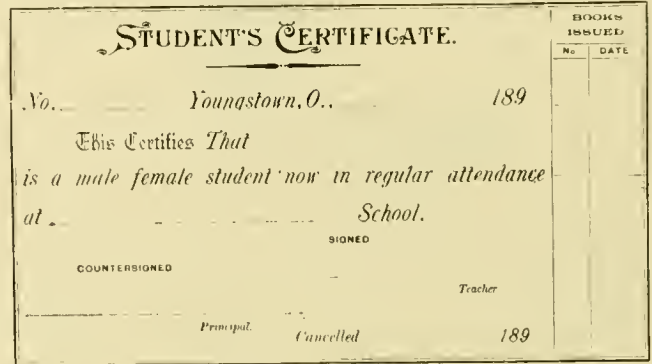 STUDENT'S CERTIFICATE.
BOOKS
ISSUED
No DATE
No. Youngstown, O., 189
This Certifies That
is a male female student now in regular attendance
at School.
SIGNED
COUNTERSIGNED
Teacher
Principal.
Cancelled 189